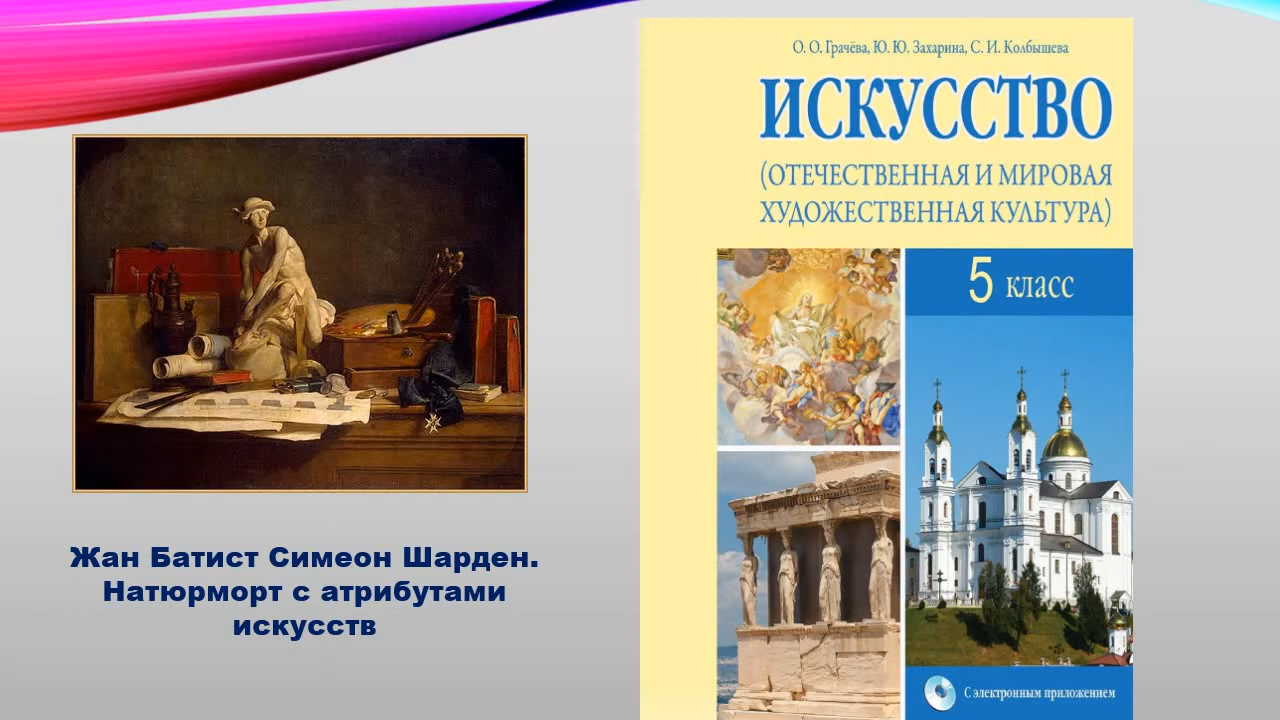 Жан Батист Симеон Шарден.
Натюрморт с атрибутами
искусств
О. О. Грачёва, Ю. Ю. Захарина, С. И. Колбышева
ИСКУССТВО
(ОТЕЧЕСТВЕННАЯ И МИРОВАЯ
ХУДОЖЕСТВЕННАЯ КУЛЬТУРА)
5 класс
С электронным приложением